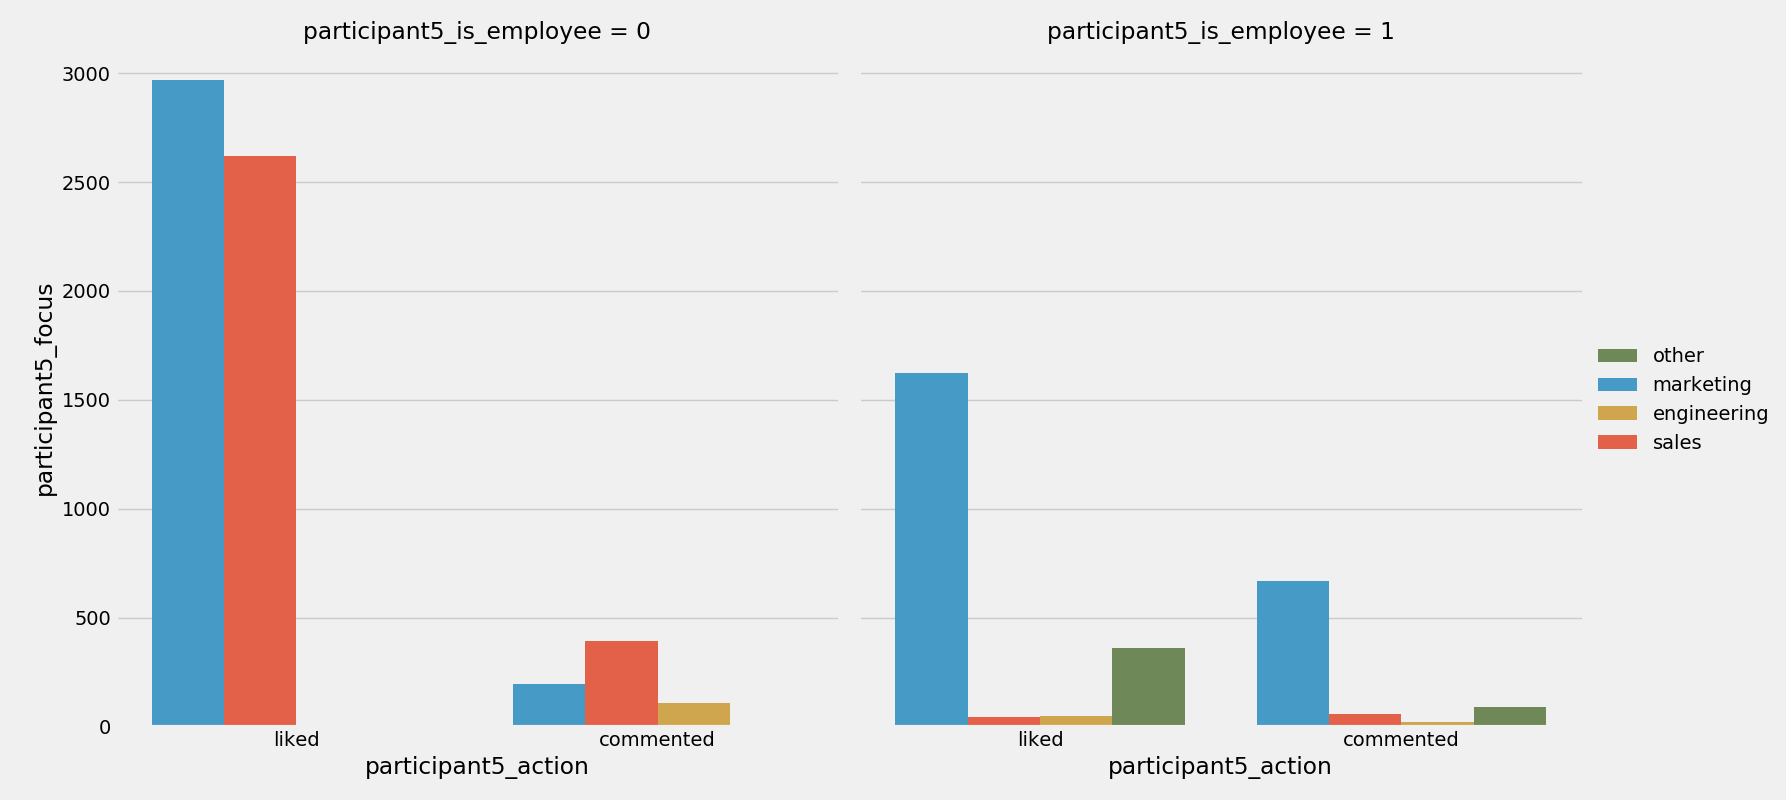 participant5_is_employee = 0
participant5_is_employee = 1
participant5_focus
3000
2500
2000
1500
1000
500
0
liked
commented
liked
commented
participant5_action
participant5_action
other
marketing
engineering
sales